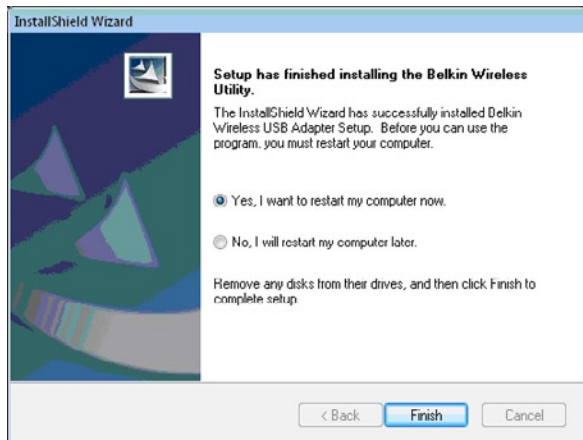 InstallShield Wizard
Setup has finished installing the Belkin Wireless
Utility.
The InstallShield Wizard has successfully installed Belkin
Wireless USB Adapter Setup. Before you can use the
program, you must restart your computer.
Yes, I want to restart my computer now.
No, I will restart my computer later.
Remove any disks from their drives, and then click Finish to
complete setup.
< Back Finish Cancel